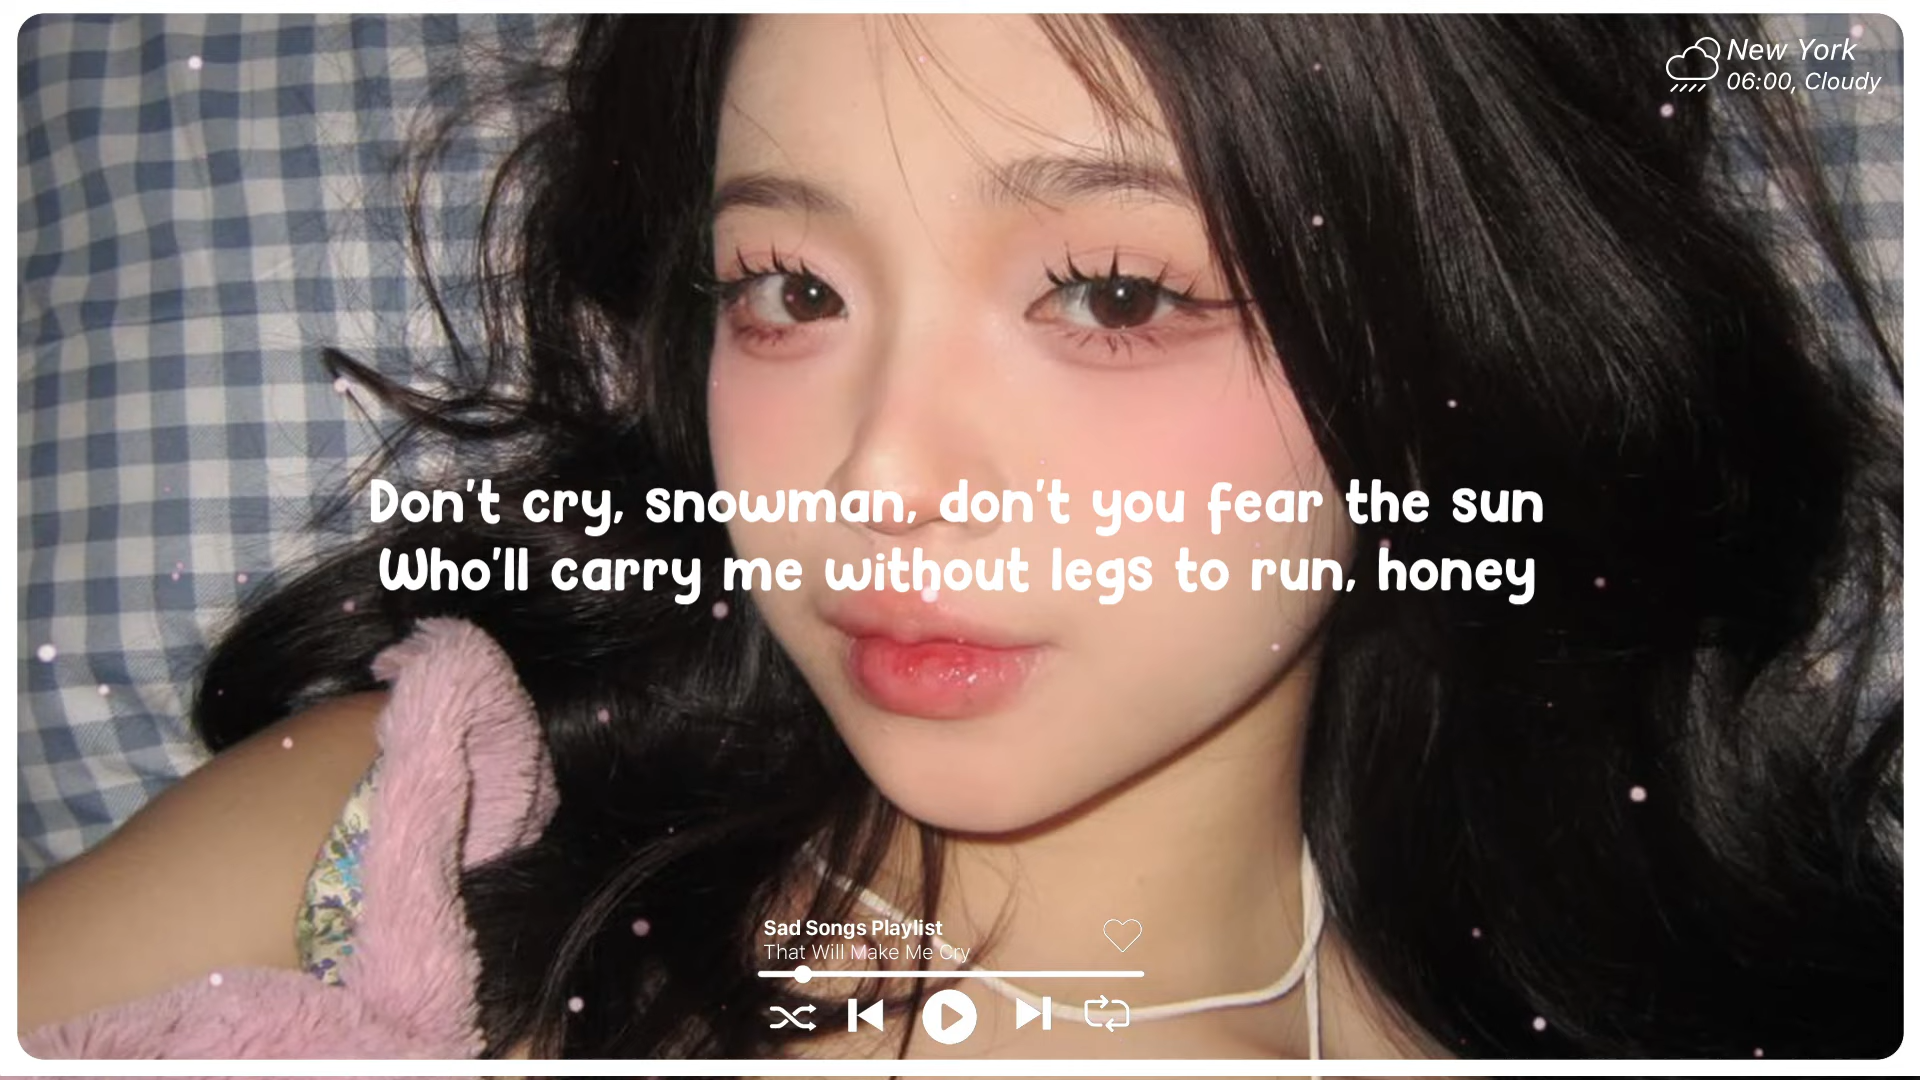 New York
06:00, Cloudy
Don't cry, snowman, don't you fear the sun
Who'll carry me without legs to run, honey
Sad Songs Playlist
That Will Make Me Cry